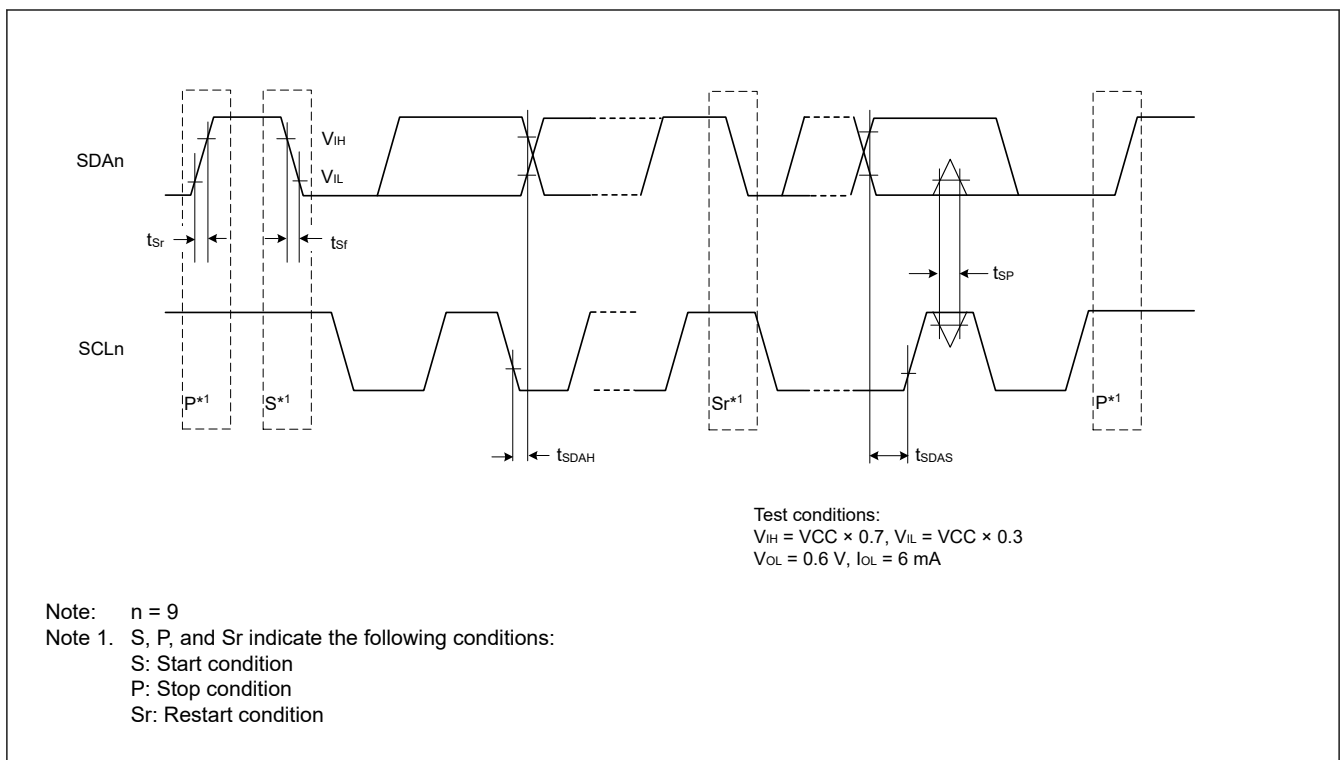 SDAn
VIH
VIL
tSr
tSf
tSP
SCLn
P*1
S*1
Sr*1
P*1
tSDAH
tSDAS
Test conditions:
VIH = VCC × 0.7, VIL = VCC × 0.3
VOL = 0.6 V, IOL = 6 mA
Note: n = 9
Note 1. S, P, and Sr indicate the following conditions:
S: Start condition
P: Stop condition
Sr: Restart condition